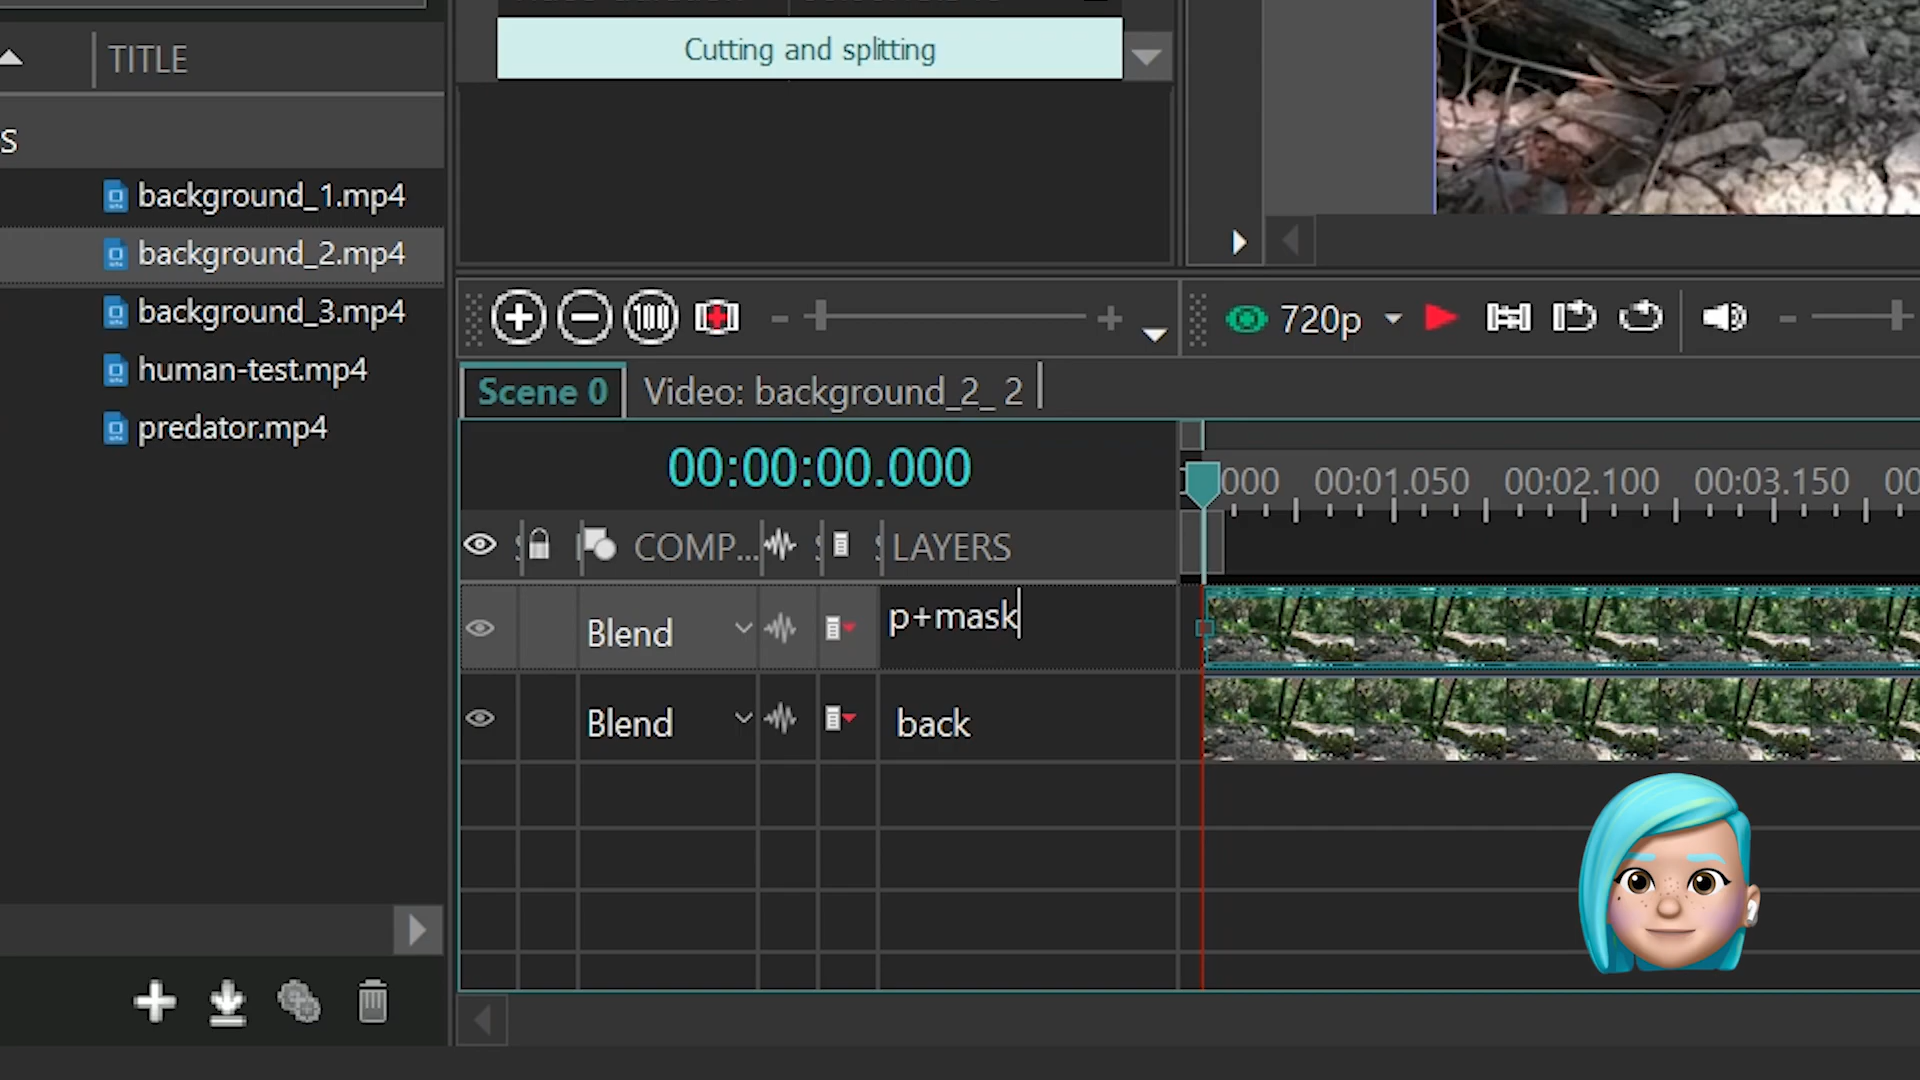 Cutting and splitting
TITLE
S
background_1.mp4
background_2.mp4
background_3.mp4
human-test.mp4
predator.mp4
100
720p
Scene 0
Video: background_2_ 2
00:00:00.000
000 00:01.050 00:02.100 00:03.150 00
COMP... LAYERS
Blend p+mask
Blend back